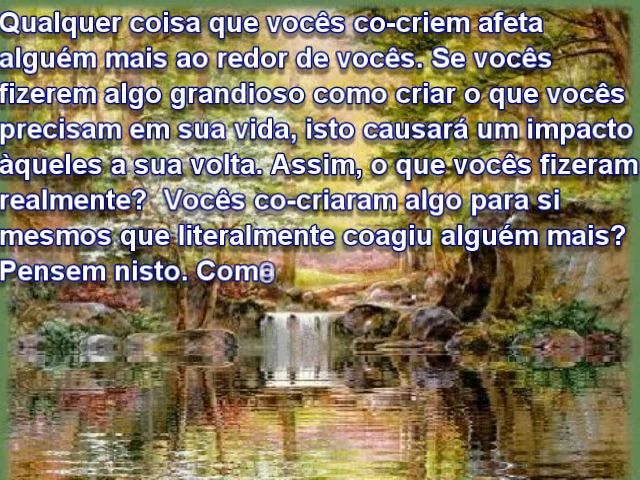 Qualquer coisa que vocês co-criem afeta
alguém mais ao redor de vocês. Se vocês
fizerem algo grandioso como criar o que vocês
precisam em sua vida, isto causará um impacto
àqueles a sua volta. Assim, o que vocês fizeram
realmente?  Vocês co-criaram algo para si
mesmos que literalmente coagiu alguém mais?
Pensem nisto. Come